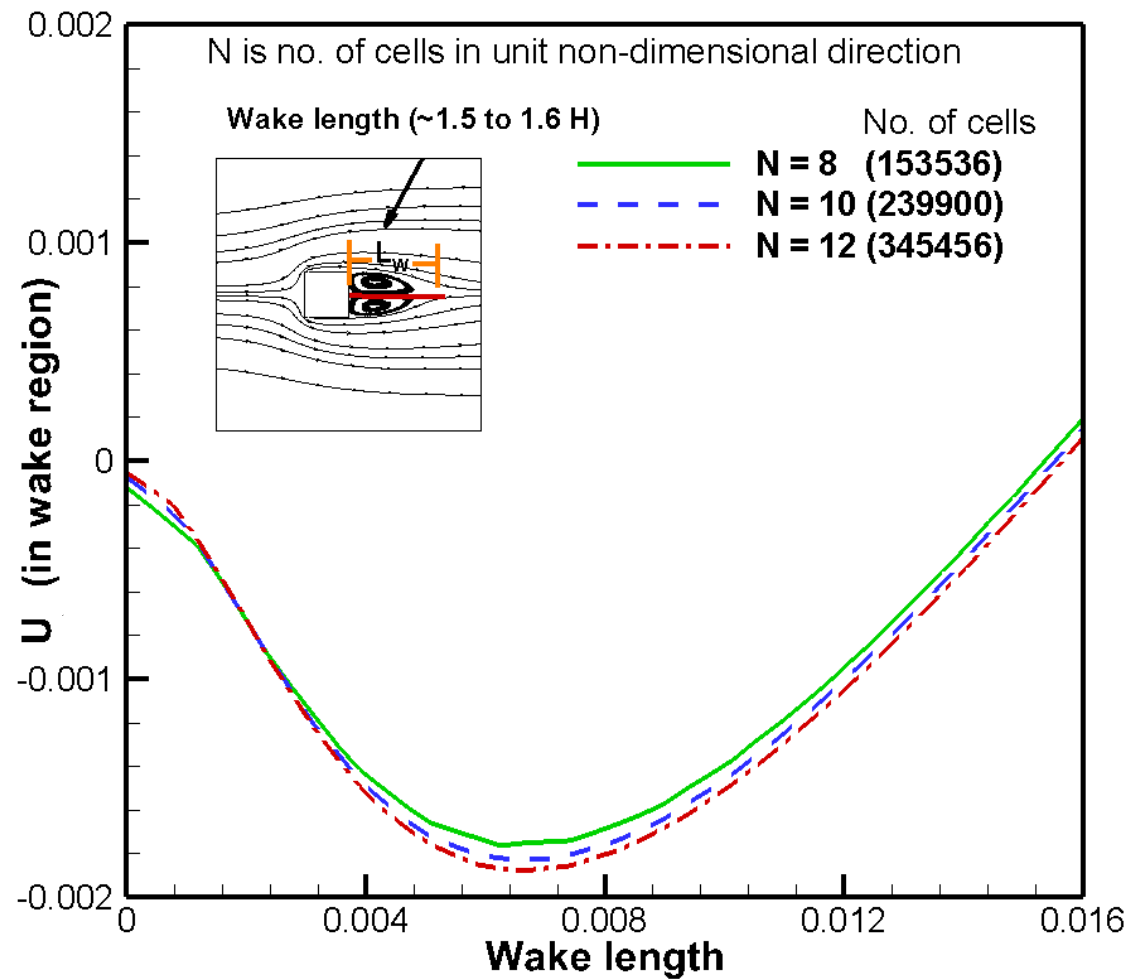 N is no. of cells in unit non-dimensional direction
Wake length (~1.5 to 1.6 H)
No. of cells
N = 8 (153536)
N = 10 (239900)
N = 12 (345456)
LW
U (in wake region)
0.002
0.001
0
-0.001
-0.002
0 0.004 0.008 0.012 0.016
Wake length